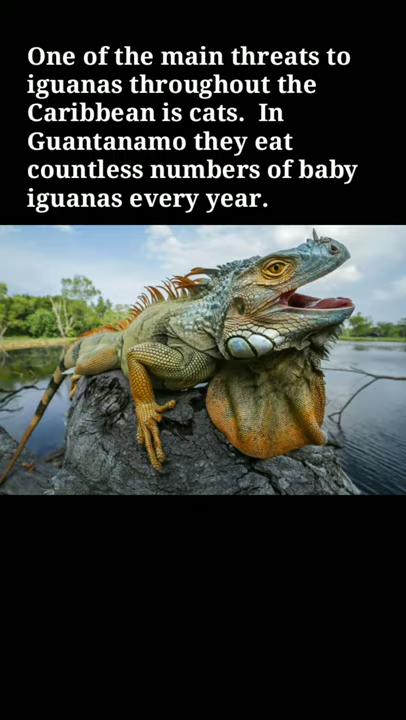 One of the main threats to
iguanas throughout the
Caribbean is cats.  In
Guantanamo they eat
countless numbers of baby
iguanas every year.